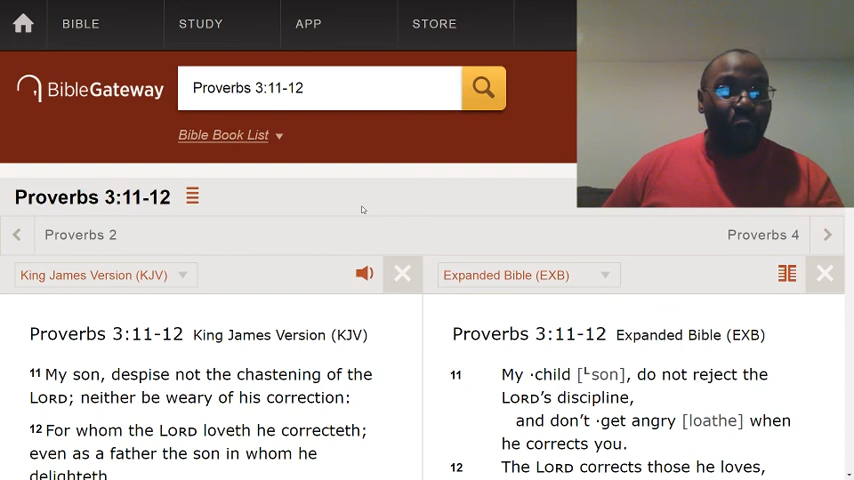 BIBLE STUDY APP STORE
BibleGateway
Proverbs 3:11-12
Bible Book List
Proverbs 3:11-12
Proverbs 2
Proverbs 4
King James Version (KJV)
Expanded Bible (EXB)
Proverbs 3:11-12 King James Version (KJV)
11 My son, despise not the chastening of the
LORD; neither be weary of his correction:
12 For whom the LORD loveth he correcteth;
even as a father the son in whom he
delighteth.
Proverbs 3:11-12 Expanded Bible (EXB)
11 My ·child [ᴸson], do not reject the
LORD's discipline,
and don't ·get angry [loathe] when
he corrects you.
12 The LORD corrects those he loves,